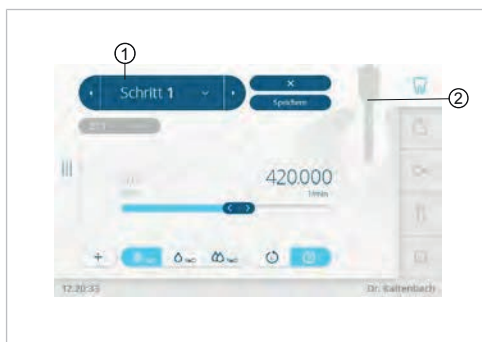 ①
Schritt 1
×
Speichern
②
420.000
1/min
12:20:33
Dr. Kaltenbach